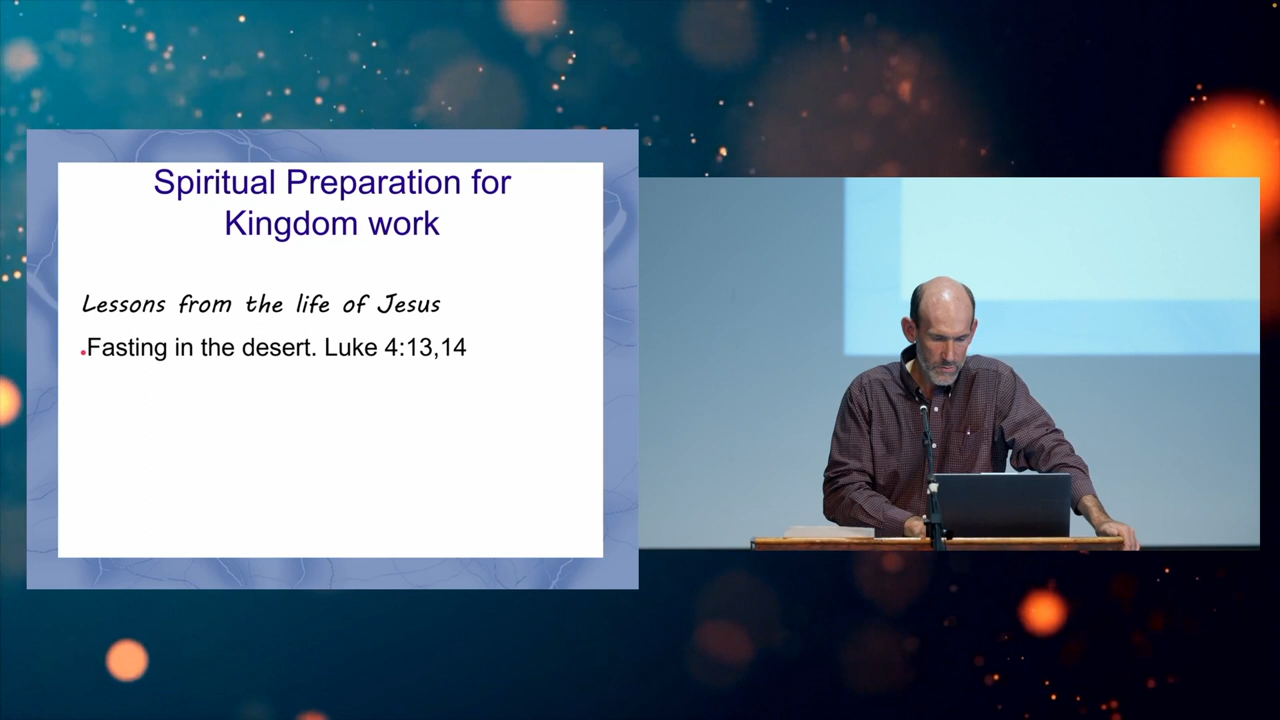 Spiritual Preparation for
Kingdom work
Lessons from the life of Jesus
.Fasting in the desert. Luke 4:13,14